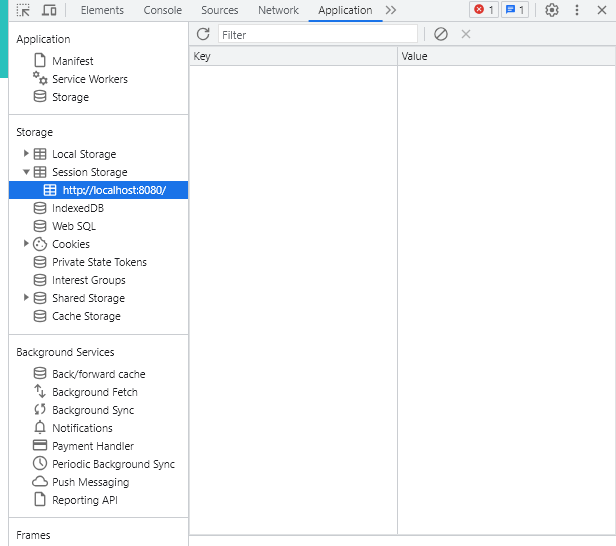 Elements Console Sources Network Application 1 1
Application
Manifest
Service Workers
Storage
Filter
Key Value
Storage
Local Storage
Session Storage
http://localhost:8080/
IndexedDB
Web SQL
Cookies
Private State Tokens
Interest Groups
Shared Storage
Cache Storage
Background Services
Back/forward cache
Background Fetch
Background Sync
Notifications
Payment Handler
Periodic Background Sync
Push Messaging
Reporting API
Frames